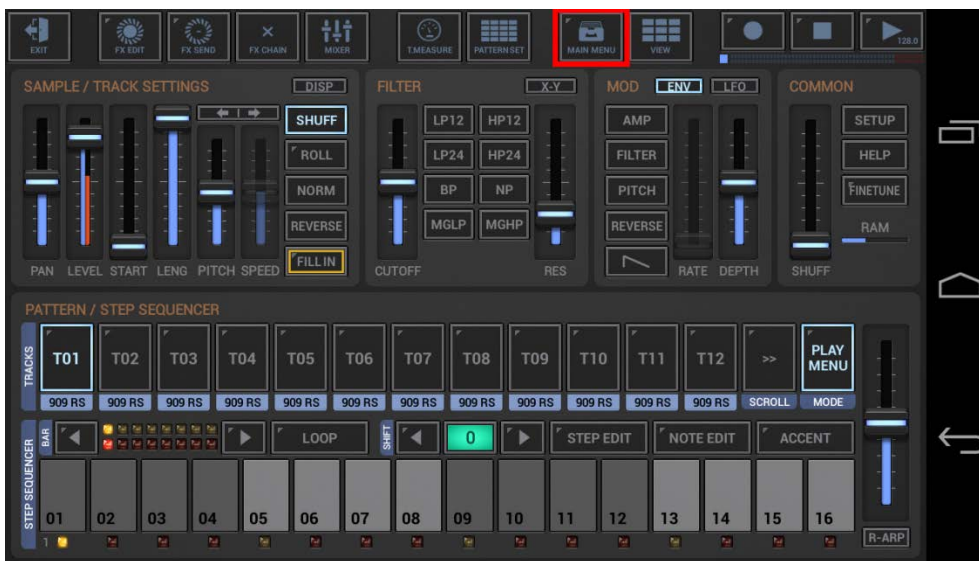 EXIT FX EDIT FX SEND FX CHAIN MIXER T.MEASURE PATTERN SET MAIN MENU VIEW 128.0
SAMPLE / TRACK SETTINGS DISP FILTER X-Y MOD ENV LFO COMMON
SHUFF LP12 HP12 AMP SETUP
ROLL LP24 HP24 FILTER HELP
NORM BP NP PITCH FINETUNE
REVERSE MGLP MGHP REVERSE RAM
FILL IN
PAN LEVEL START LENG PITCH SPEED CUTOFF RES RATE DEPTH SHUFF
PATTERN / STEP SEQUENCER
TRACKS T01 T02 T03 T04 T05 T06 T07 T08 T09 T10 T11 T12 >> PLAY MENU
909 RS 909 RS 909 RS 909 RS 909 RS 909 RS 909 RS 909 RS 909 RS 909 RS 909 RS 909 RS SCROLL MODE
BAR LOOP SHIFT 0 STEP EDIT NOTE EDIT ACCENT
STEP SEQUENCER 01 02 03 04 05 06 07 08 09 10 11 12 13 14 15 16
1 R-ARP